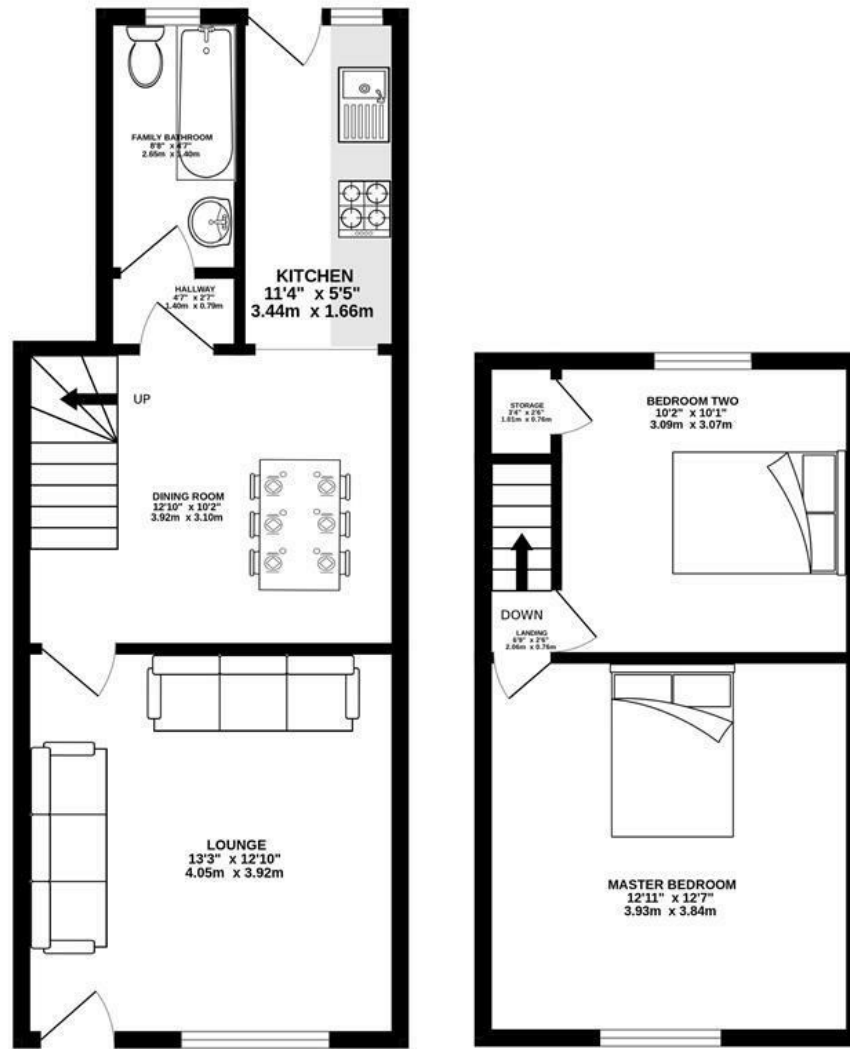 FAMILY BATHROOM
8'8" x 4'7"
2.65m x 1.40m
HALLWAY
4'7" x 2'7"
1.40m x 0.79m
KITCHEN
11'4" x 5'5"
3.44m x 1.66m
UP
DINING ROOM
12'10" x 10'2"
3.92m x 3.10m
LOUNGE
13'3" x 12'10"
4.05m x 3.92m
STORAGE
3'4" x 2'6"
1.01m x 0.76m
BEDROOM TWO
10'2" x 10'1"
3.09m x 3.07m
DOWN
LANDING
6'9" x 2'6"
2.06m x 0.76m
MASTER BEDROOM
12'11" x 12'7"
3.93m x 3.84m